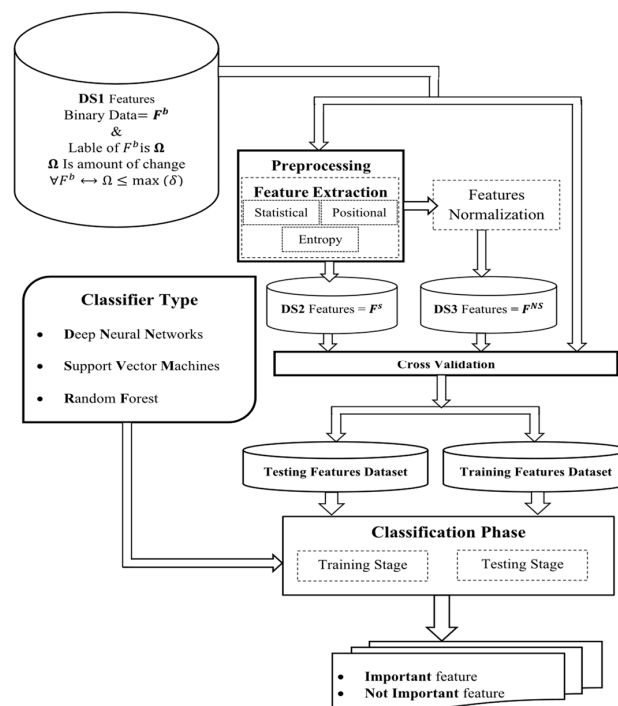 DS1 Features
Binary Data= F^b
&
Lable of F^b is Ω
Ω Is amount of change
∀F^b ⟷ Ω ≤ max (δ)
Preprocessing
Feature Extraction
Statistical
Positional
Entropy
Features
Normalization
DS2 Features = F^s
DS3 Features = F^NS
Classifier Type
• Deep Neural Networks
• Support Vector Machines
• Random Forest
Cross Validation
Testing Features Dataset
Training Features Dataset
Classification Phase
Training Stage
Testing Stage
• Important feature
• Not Important feature